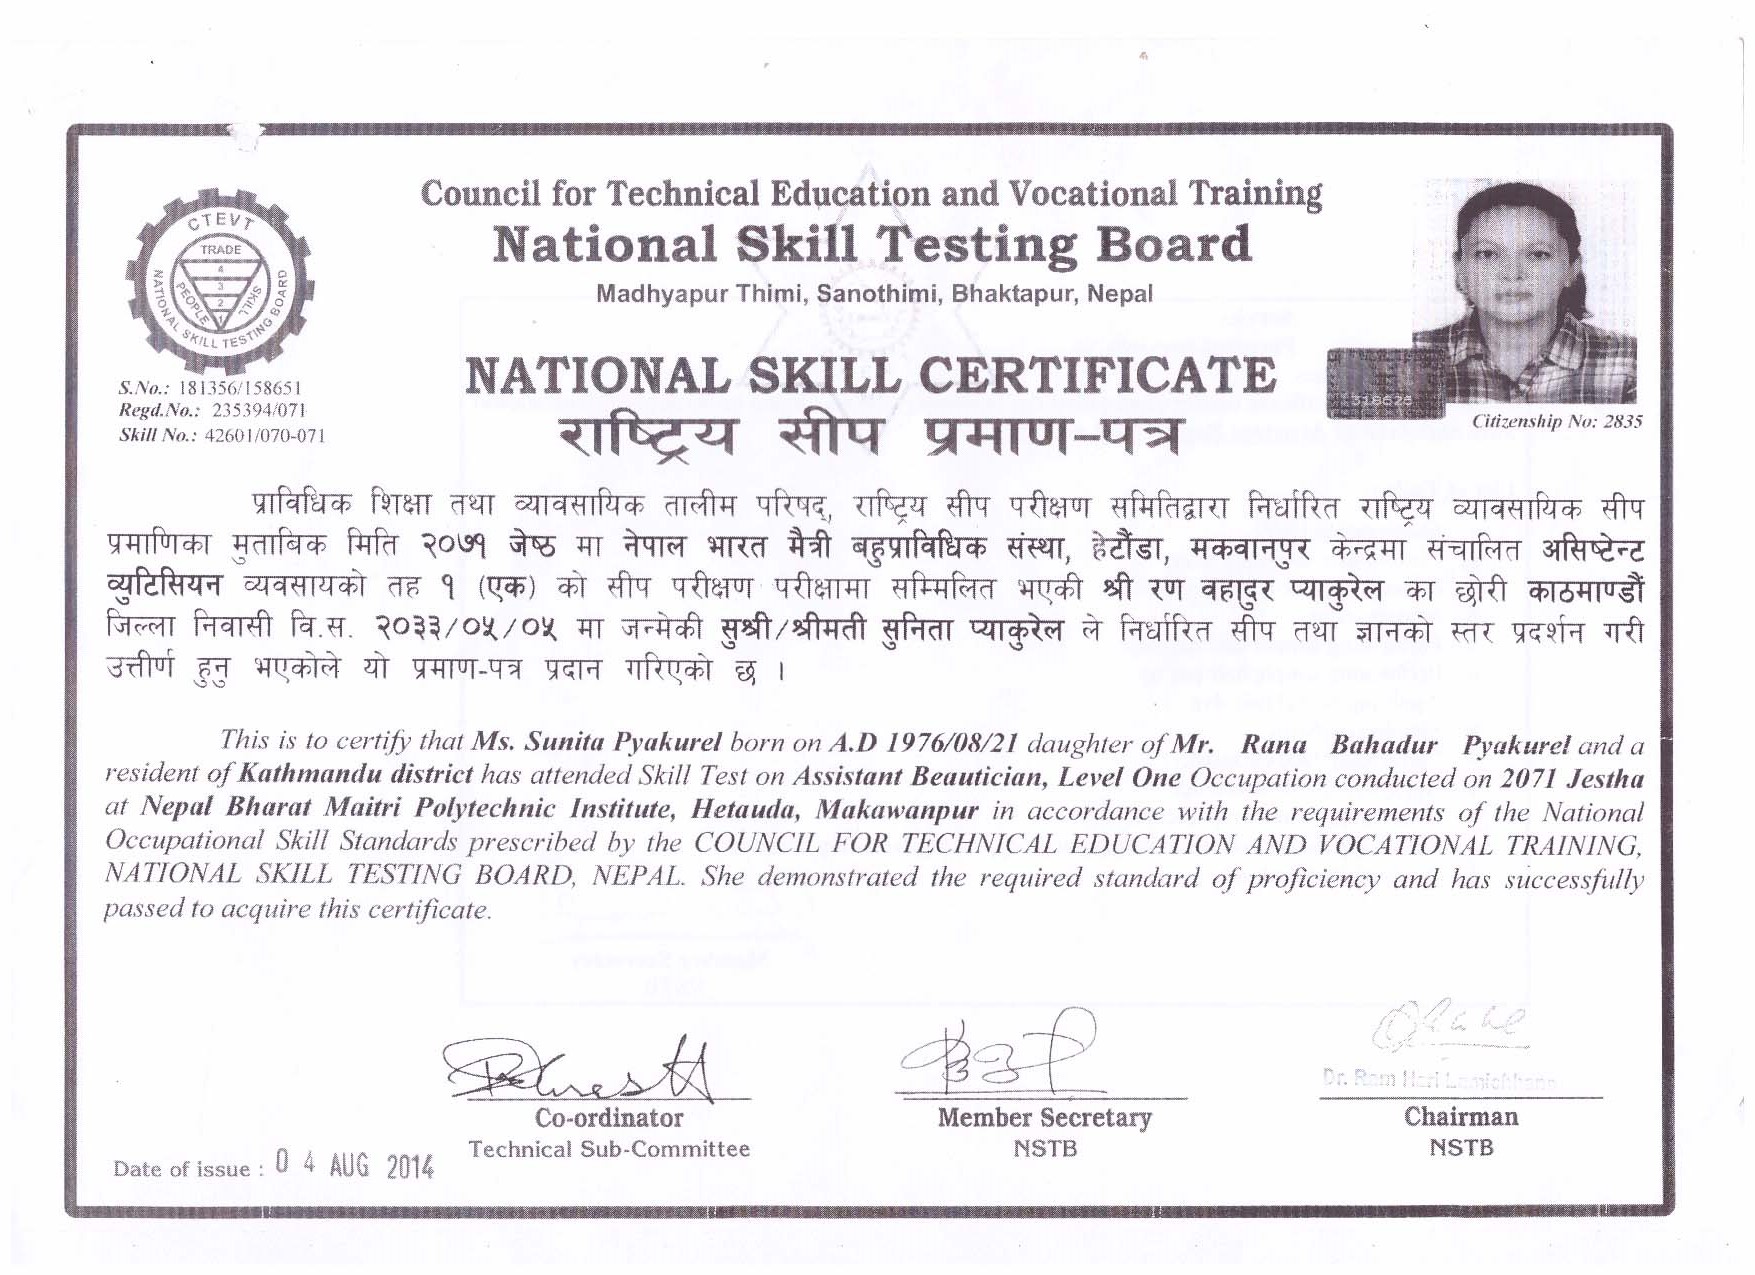 Council for Technical Education and Vocational Training
National Skill Testing Board
Madhyapur Thimi, Sanothimi, Bhaktapur, Nepal
CTEVT
NATIONAL SKILL TESTING BOARD
TRADE
PEOPLE
SKILL
4
3
2
1
S.No.: 181356/158651
Regd.No.: 235394/071
Skill No.: 42601/070-071
NATIONAL SKILL CERTIFICATE
राष्ट्रिय सीप प्रमाण-पत्र
Citizenship No: 2835
प्राविधिक शिक्षा तथा व्यावसायिक तालीम परिषद्, राष्ट्रिय सीप परीक्षण समितिद्वारा निर्धारित राष्ट्रिय व्यावसायिक सीप
प्रमाणिका मुताबिक मिति २०७१ जेष्ठ मा नेपाल भारत मैत्री बहुप्राविधिक संस्था, हेटौंडा, मकवानपुर केन्द्रमा संचालित असिष्टेन्ट
व्युटिसियन व्यवसायको तह १ (एक) को सीप परीक्षण परीक्षामा सम्मिलित भएकी श्री रण वहादुर प्याकुरेल का छोरी काठमाण्डौं
जिल्ला निवासी वि.स. २०३३/०५/०५ मा जन्मेकी सुश्री/श्रीमती सुनिता प्याकुरेल ले निर्धारित सीप तथा ज्ञानको स्तर प्रदर्शन गरी
उत्तीर्ण हुनु भएकोले यो प्रमाण-पत्र प्रदान गरिएको छ ।
This is to certify that Ms. Sunita Pyakurel born on A.D 1976/08/21 daughter of Mr. Rana Bahadur Pyakurel and a
resident of Kathmandu district has attended Skill Test on Assistant Beautician, Level One Occupation conducted on 2071 Jestha
at Nepal Bharat Maitri Polytechnic Institute, Hetauda, Makawanpur in accordance with the requirements of the National
Occupational Skill Standards prescribed by the COUNCIL FOR TECHNICAL EDUCATION AND VOCATIONAL TRAINING,
NATIONAL SKILL TESTING BOARD, NEPAL. She demonstrated the required standard of proficiency and has successfully
passed to acquire this certificate.
Dr. Ram Hari Lamichhane
Co-ordinator
Technical Sub-Committee
Member Secretary
NSTB
Chairman
NSTB
Date of issue : 04 AUG 2014